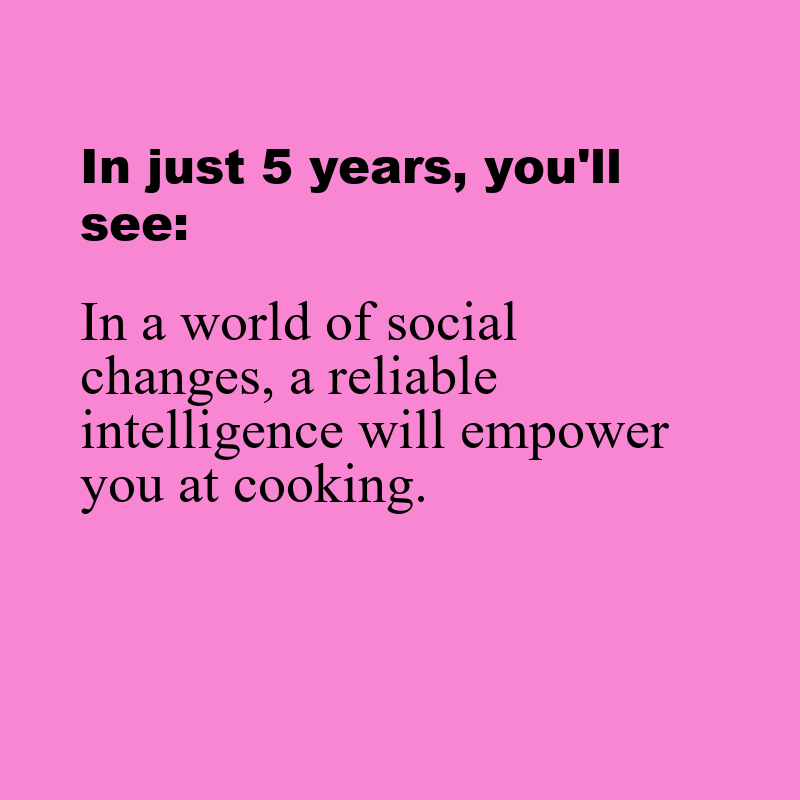 In just 5 years, you'll
see:
In a world of social
changes, a reliable
intelligence will empower
you at cooking.